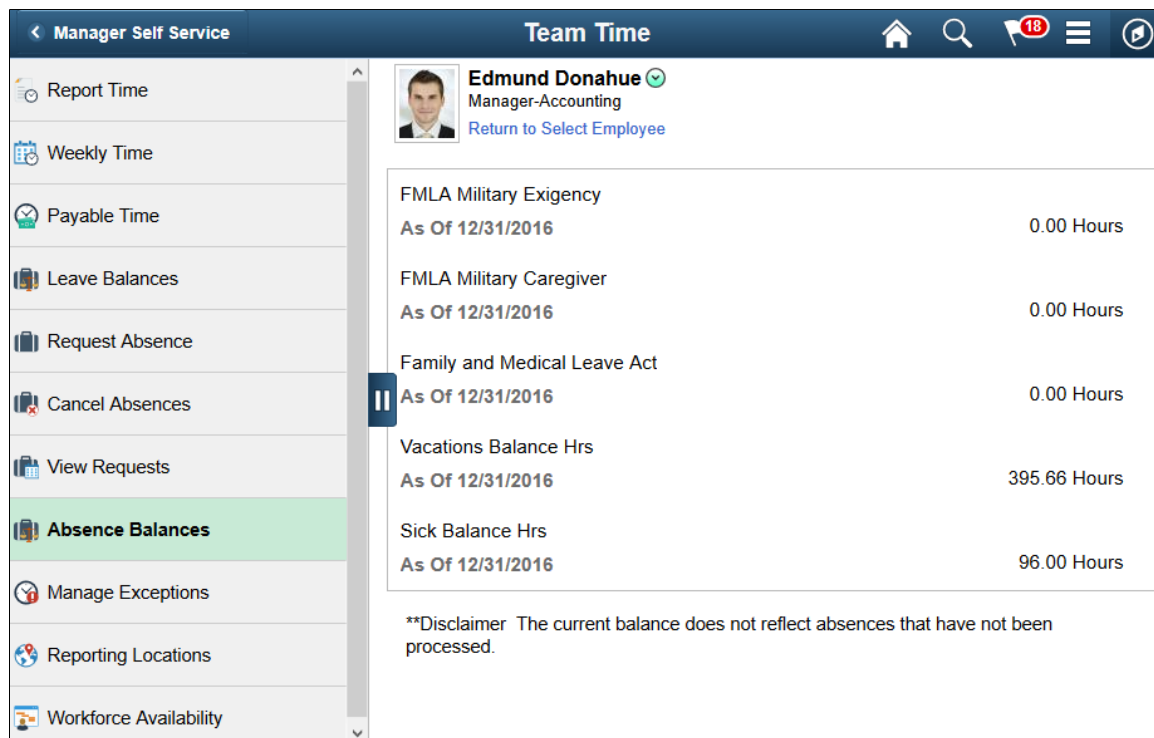 Manager Self Service
Team Time
18
Report Time
Weekly Time
Payable Time
Leave Balances
Request Absence
Cancel Absences
View Requests
Absence Balances
Manage Exceptions
Reporting Locations
Workforce Availability
Edmund Donahue
Manager-Accounting
Return to Select Employee
FMLA Military Exigency
As Of 12/31/2016 0.00 Hours
FMLA Military Caregiver
As Of 12/31/2016 0.00 Hours
Family and Medical Leave Act
As Of 12/31/2016 0.00 Hours
Vacations Balance Hrs
As Of 12/31/2016 395.66 Hours
Sick Balance Hrs
As Of 12/31/2016 96.00 Hours
**Disclaimer The current balance does not reflect absences that have not been
processed.